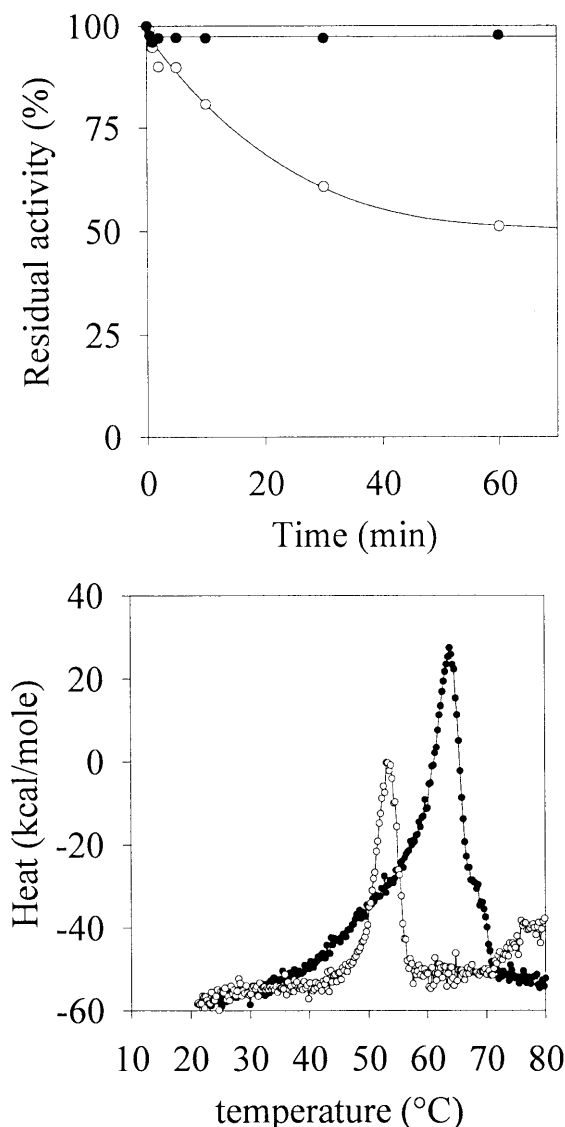 100
75
50
25
0
Residual activity (%)
0 20 40 60
Time (min)
40
20
0
-20
-40
-60
Heat (kcal/mole)
10 20 30 40 50 60 70 80
temperature (°C)